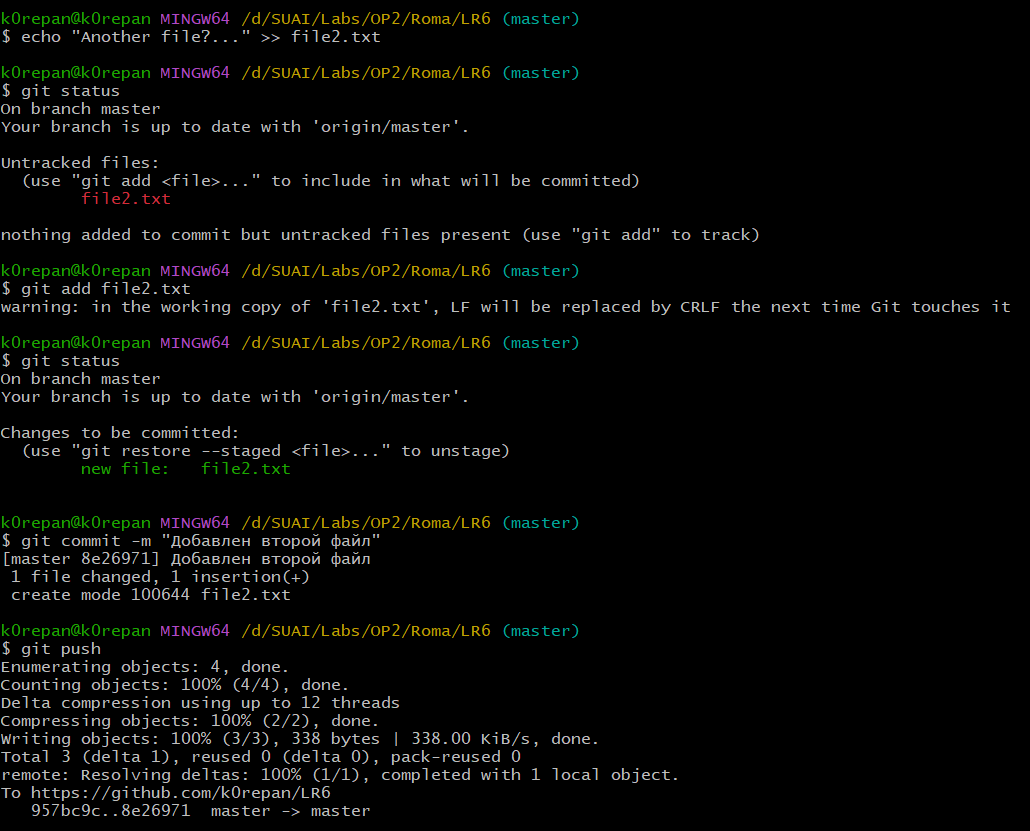 k0repan@k0repan MINGW64 /d/SUAI/Labs/OP2/Roma/LR6 (master)
$ echo "Another file?..." >> file2.txt
k0repan@k0repan MINGW64 /d/SUAI/Labs/OP2/Roma/LR6 (master)
$ git status
On branch master
Your branch is up to date with 'origin/master'.
Untracked files:
  (use "git add <file>..." to include in what will be committed)
        file2.txt
nothing added to commit but untracked files present (use "git add" to track)
k0repan@k0repan MINGW64 /d/SUAI/Labs/OP2/Roma/LR6 (master)
$ git add file2.txt
warning: in the working copy of 'file2.txt', LF will be replaced by CRLF the next time Git touches it
k0repan@k0repan MINGW64 /d/SUAI/Labs/OP2/Roma/LR6 (master)
$ git status
On branch master
Your branch is up to date with 'origin/master'.
Changes to be committed:
  (use "git restore --staged <file>..." to unstage)
        new file:   file2.txt
k0repan@k0repan MINGW64 /d/SUAI/Labs/OP2/Roma/LR6 (master)
$ git commit -m "Добавлен второй файл"
[master 8e26971] Добавлен второй файл
 1 file changed, 1 insertion(+)
 create mode 100644 file2.txt
k0repan@k0repan MINGW64 /d/SUAI/Labs/OP2/Roma/LR6 (master)
$ git push
Enumerating objects: 4, done.
Counting objects: 100% (4/4), done.
Delta compression using up to 12 threads
Compressing objects: 100% (2/2), done.
Writing objects: 100% (3/3), 338 bytes | 338.00 KiB/s, done.
Total 3 (delta 1), reused 0 (delta 0), pack-reused 0
remote: Resolving deltas: 100% (1/1), completed with 1 local object.
To https://github.com/k0repan/LR6
   957bc9c..8e26971  master -> master